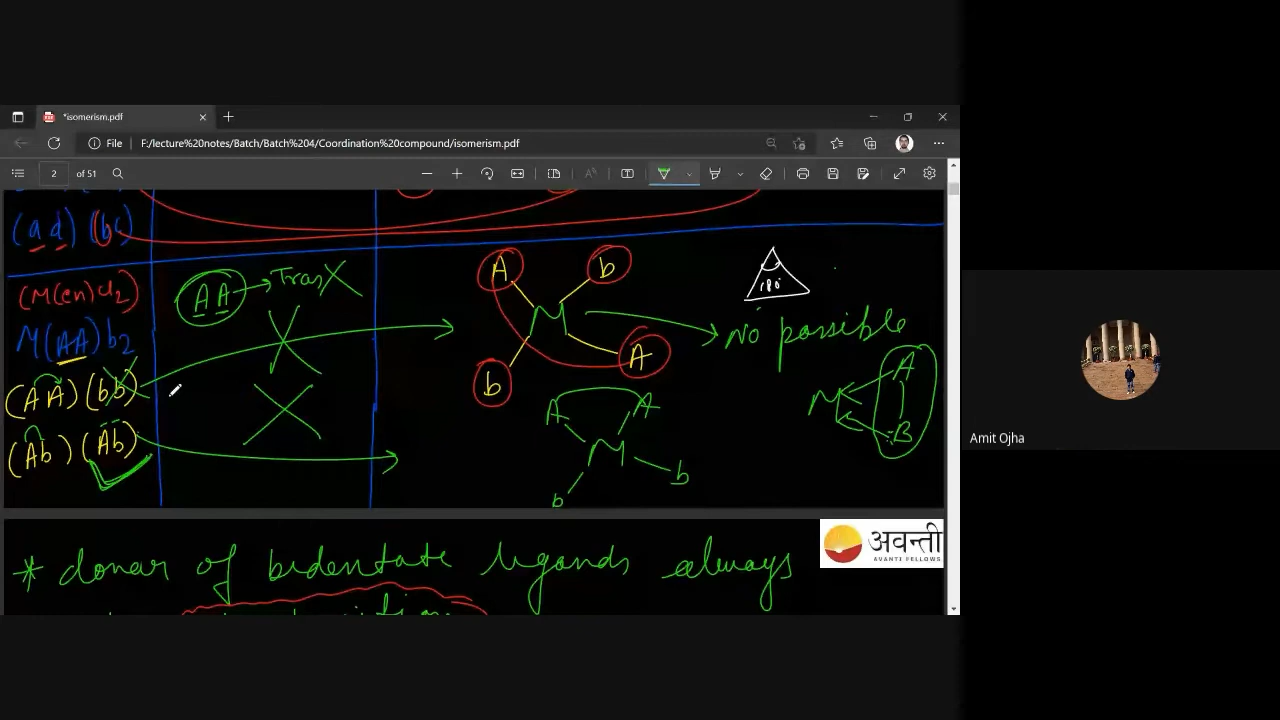 *isomerism.pdf
File F:/lecture%20notes/Batch/Batch%204/Coordination%20compound/isomerism.pdf
2 of 51
(a d) (bc)
(M(en)cl2)
M(AA)b2
(AA)(bb)
(Ab) (Ab)
AA → Trans X
A b
M
b A
180°
No possible
A A
M
b b
M A
B
Amit Ojha
* donar of bidentate ligands always
अवन्ती
AVANTI FELLOWS